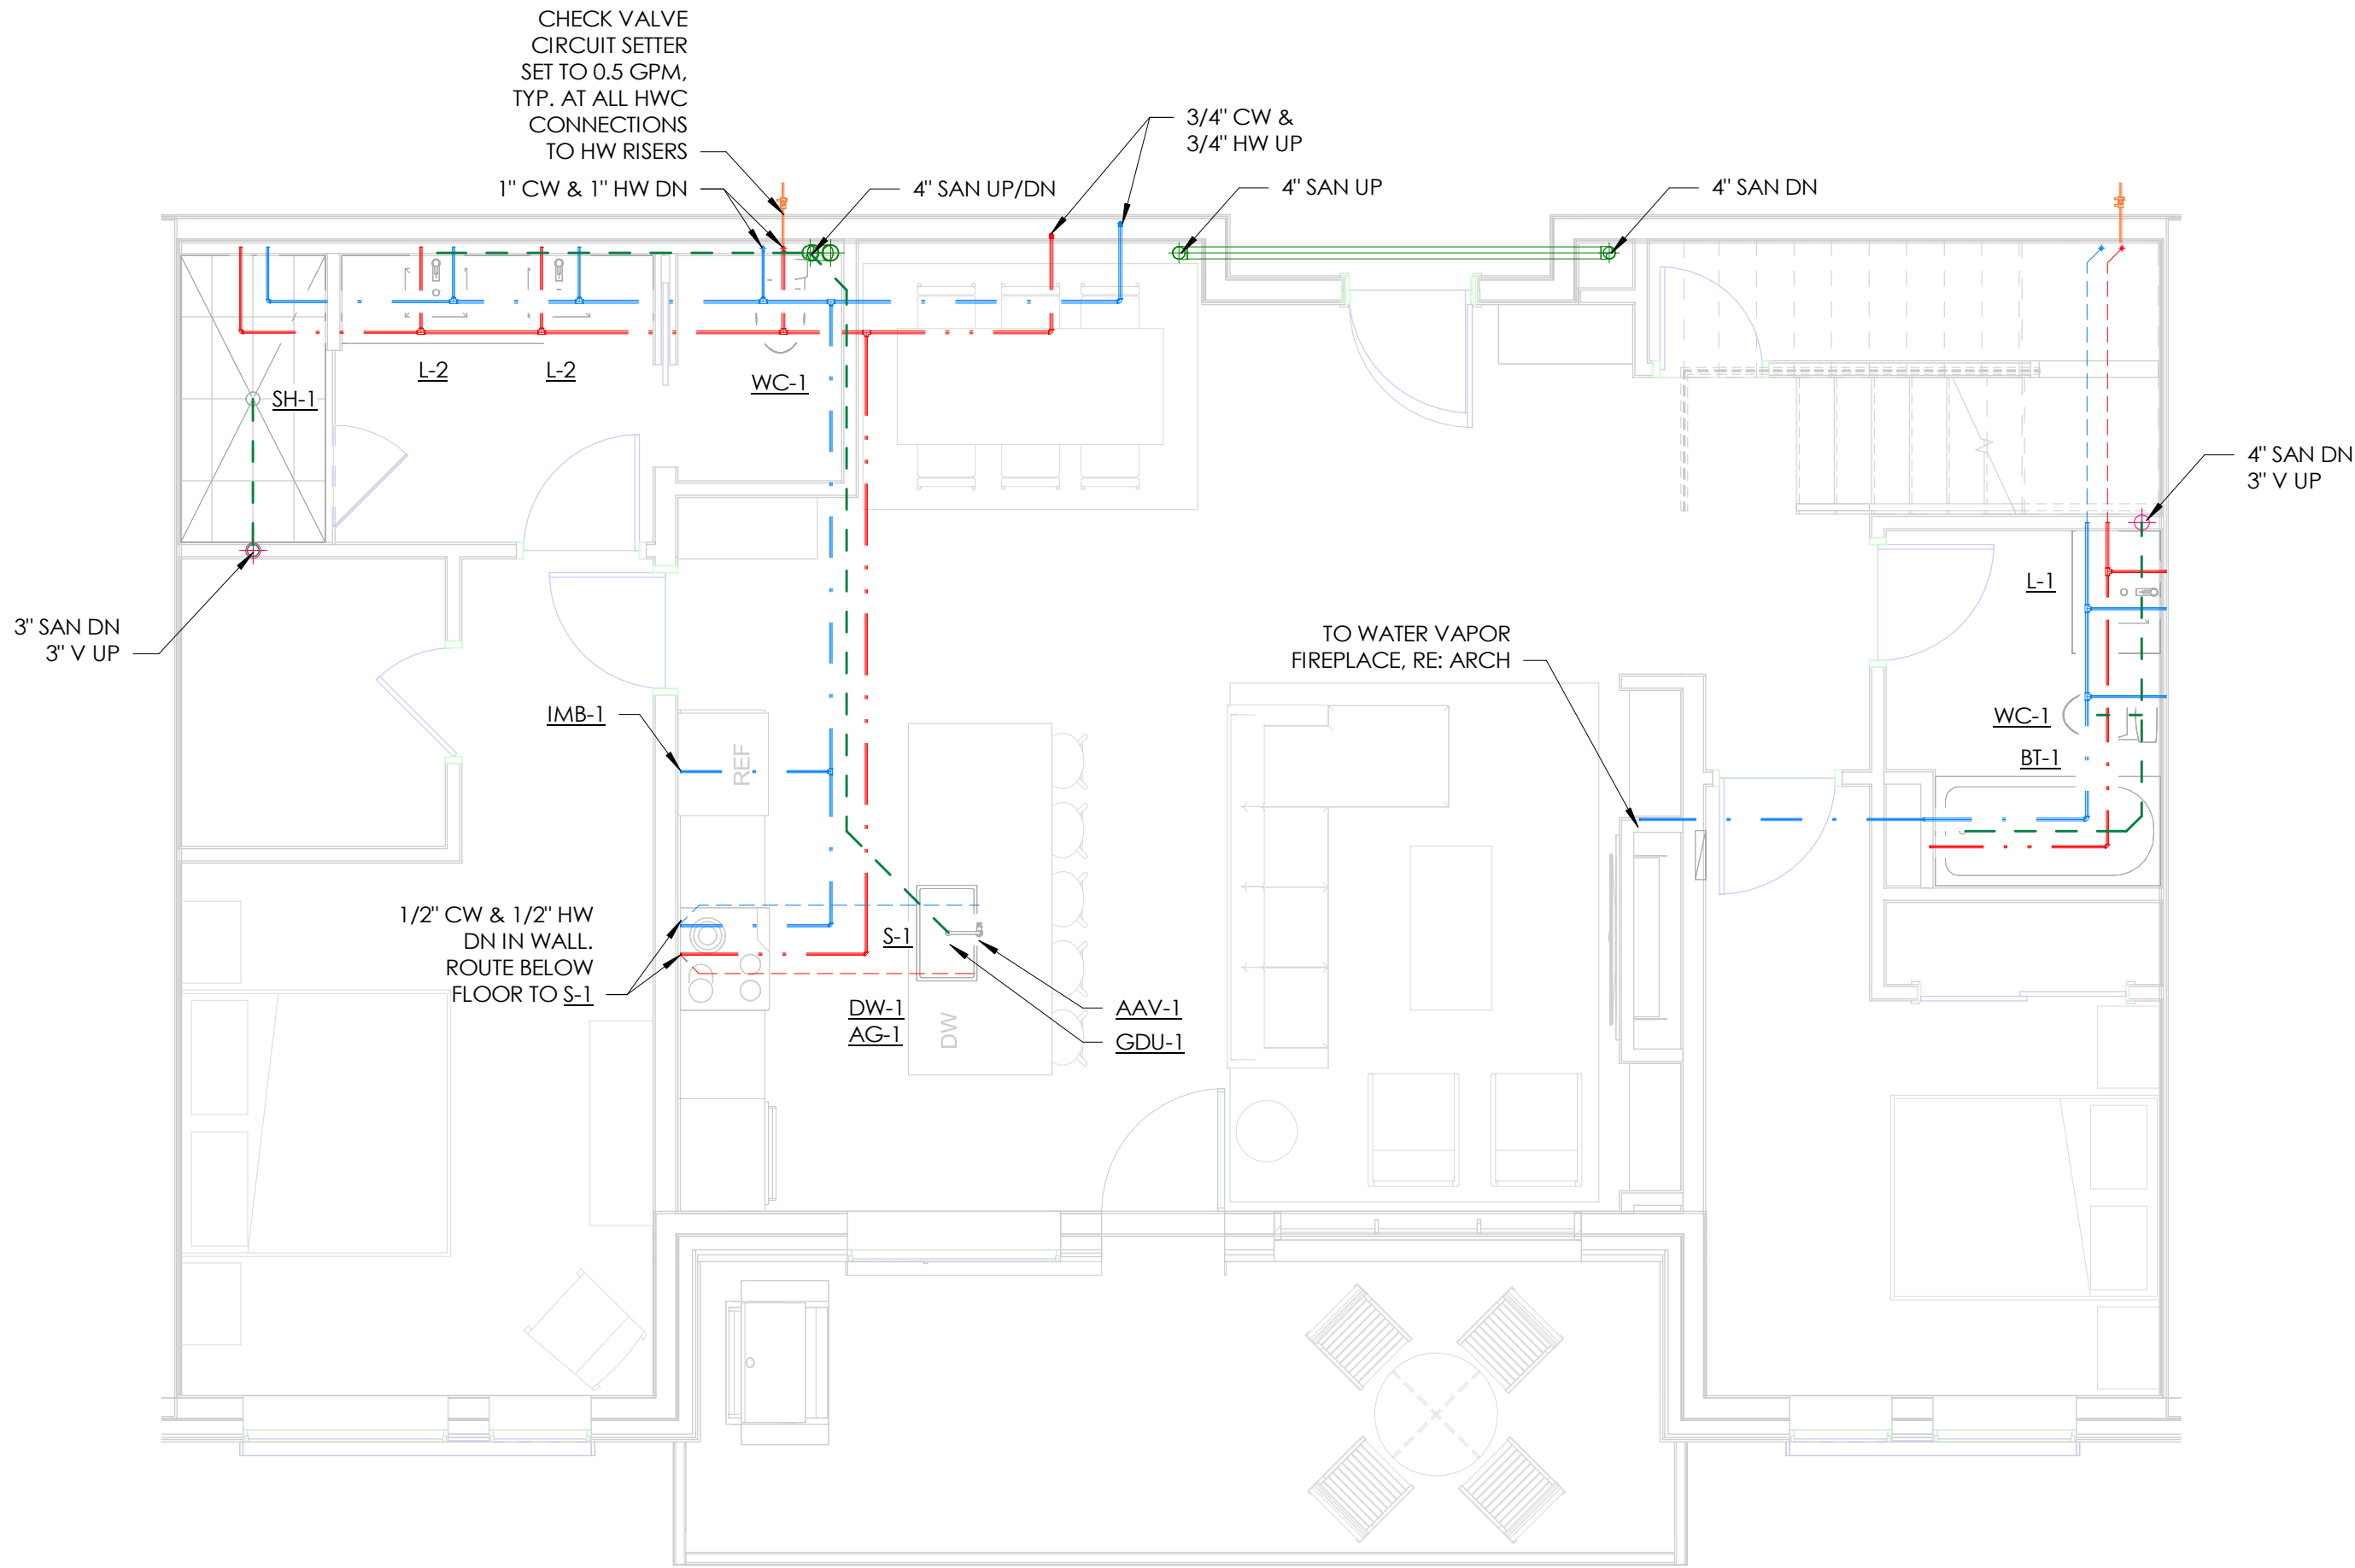 CHECK VALVE
CIRCUIT SETTER
SET TO 0.5 GPM,
TYP. AT ALL HWC
CONNECTIONS
TO HW RISERS
1" CW & 1" HW DN
4" SAN UP/DN
3/4" CW &
3/4" HW UP
4" SAN UP
4" SAN DN
L-2
L-2
WC-1
SH-1
4" SAN DN
3" V UP
L-1
3" SAN DN
3" V UP
TO WATER VAPOR
FIREPLACE, RE: ARCH
IMB-1
REF
WC-1
BT-1
1/2" CW & 1/2" HW
DN IN WALL.
ROUTE BELOW
FLOOR TO S-1
S-1
DW-1
AG-1
DW
AAV-1
GDU-1